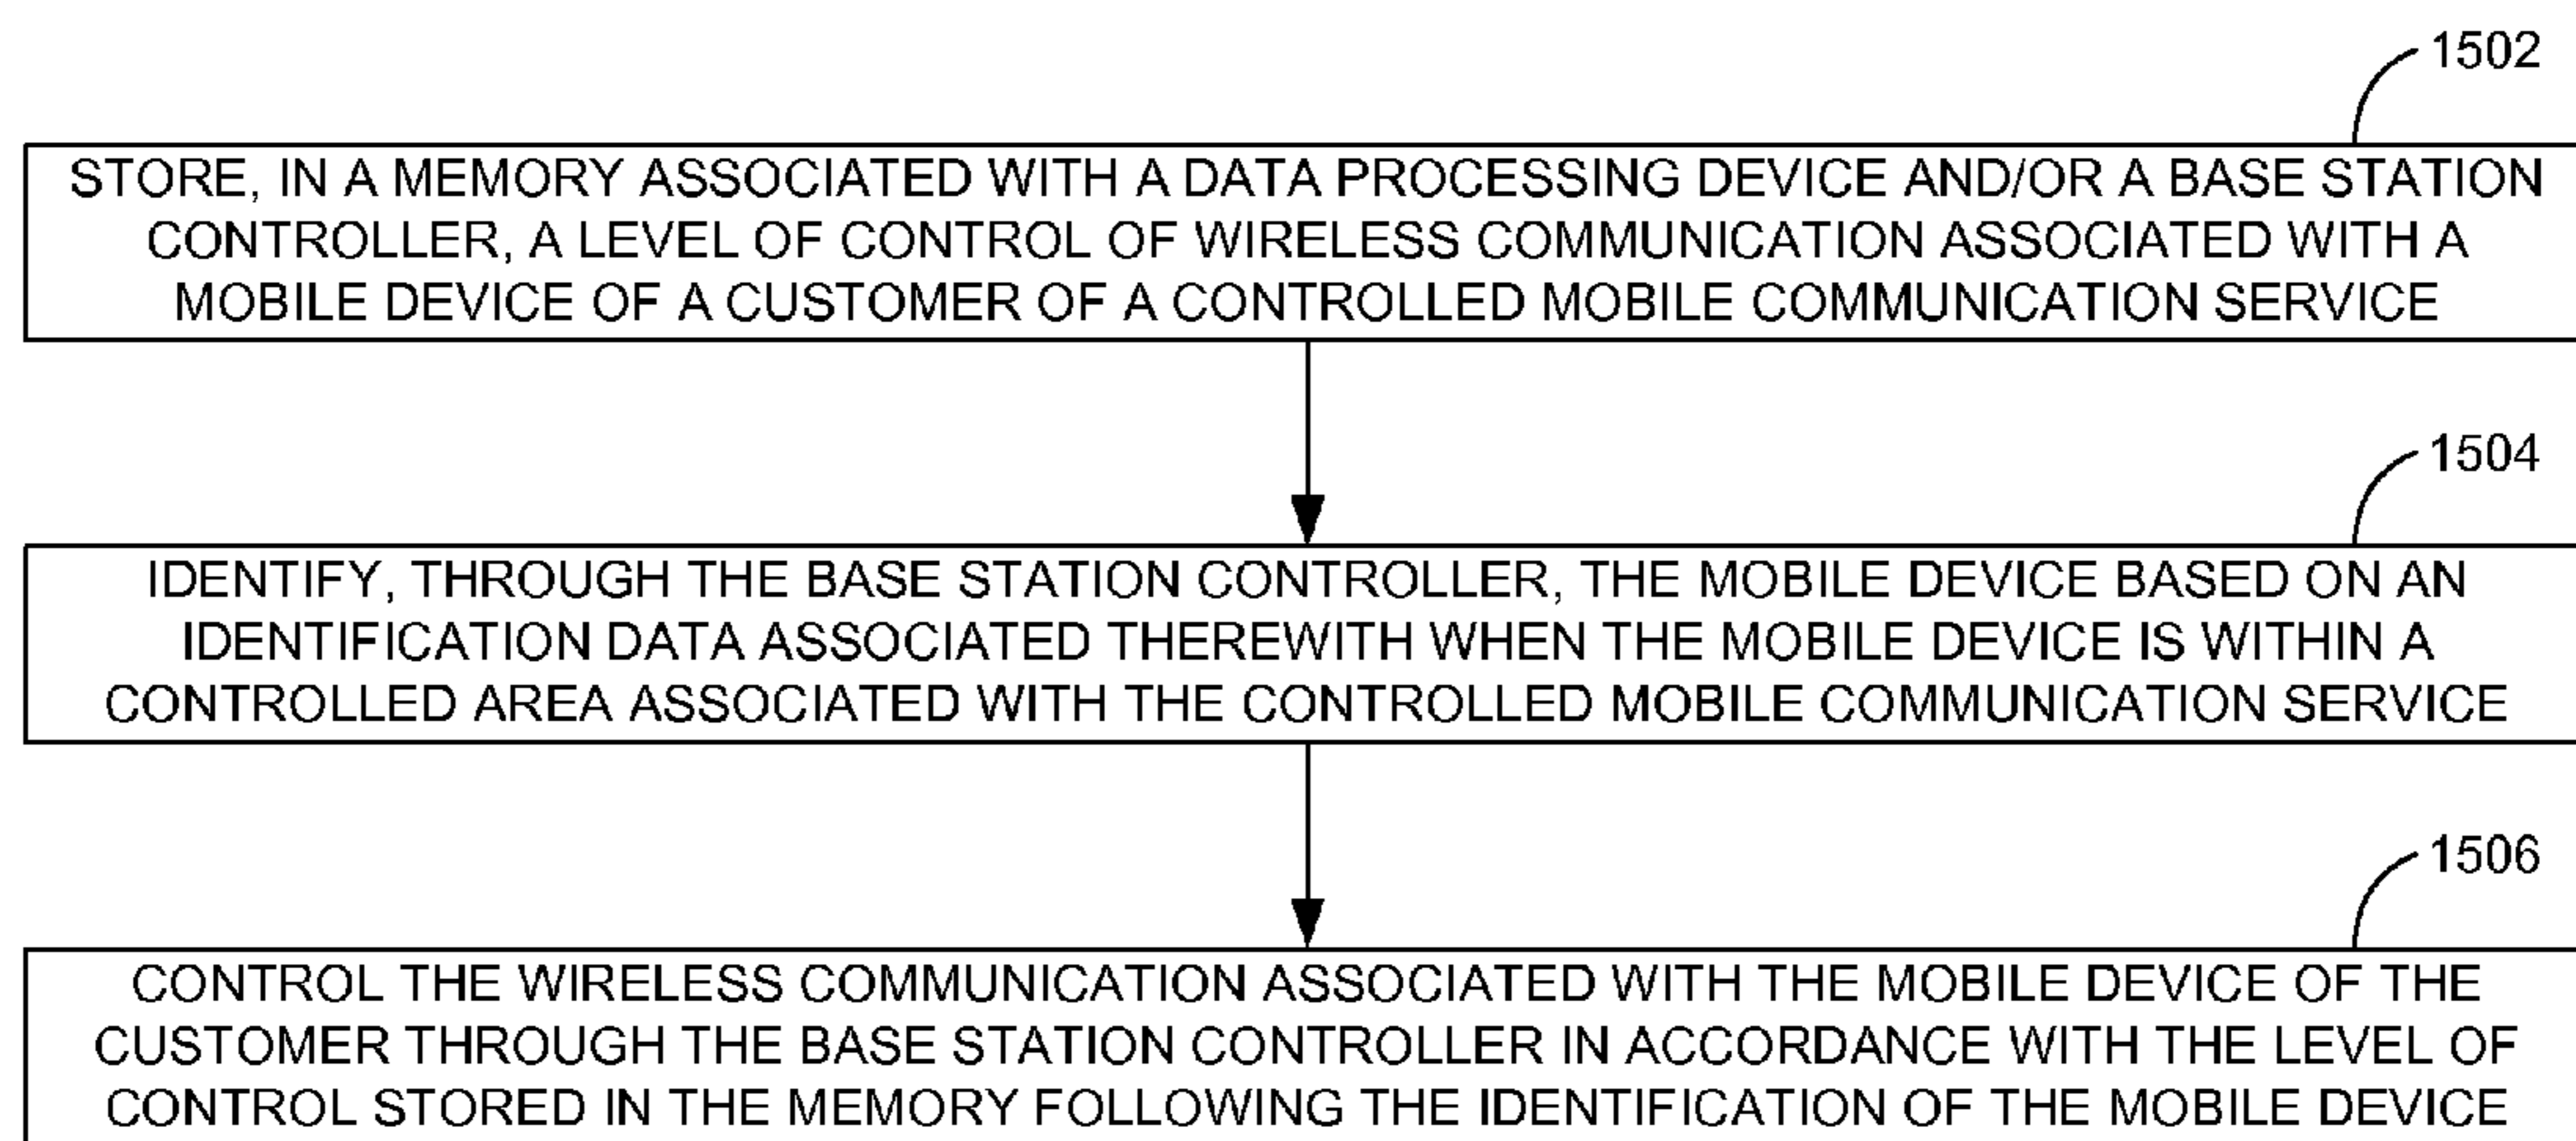 1502
STORE, IN A MEMORY ASSOCIATED WITH A DATA PROCESSING DEVICE AND/OR A BASE STATION
CONTROLLER, A LEVEL OF CONTROL OF WIRELESS COMMUNICATION ASSOCIATED WITH A
MOBILE DEVICE OF A CUSTOMER OF A CONTROLLED MOBILE COMMUNICATION SERVICE
1504
IDENTIFY, THROUGH THE BASE STATION CONTROLLER, THE MOBILE DEVICE BASED ON AN
IDENTIFICATION DATA ASSOCIATED THEREWITH WHEN THE MOBILE DEVICE IS WITHIN A
CONTROLLED AREA ASSOCIATED WITH THE CONTROLLED MOBILE COMMUNICATION SERVICE
1506
CONTROL THE WIRELESS COMMUNICATION ASSOCIATED WITH THE MOBILE DEVICE OF THE
CUSTOMER THROUGH THE BASE STATION CONTROLLER IN ACCORDANCE WITH THE LEVEL OF
CONTROL STORED IN THE MEMORY FOLLOWING THE IDENTIFICATION OF THE MOBILE DEVICE